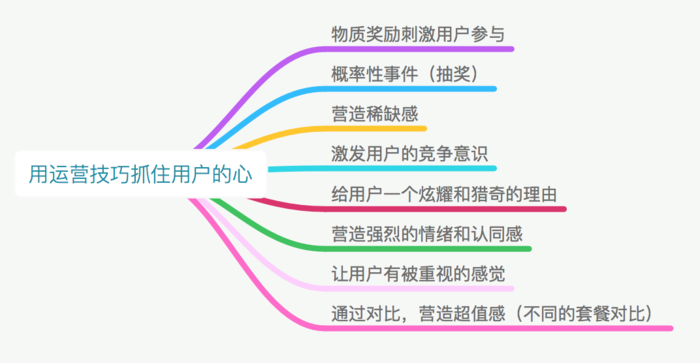 用运营技巧抓住用户的心
物质奖励刺激用户参与
概率性事件（抽奖）
营造稀缺感
激发用户的竞争意识
给用户一个炫耀和猎奇的理由
营造强烈的情绪和认同感
让用户有被重视的感觉
通过对比，营造超值感（不同的套餐对比）